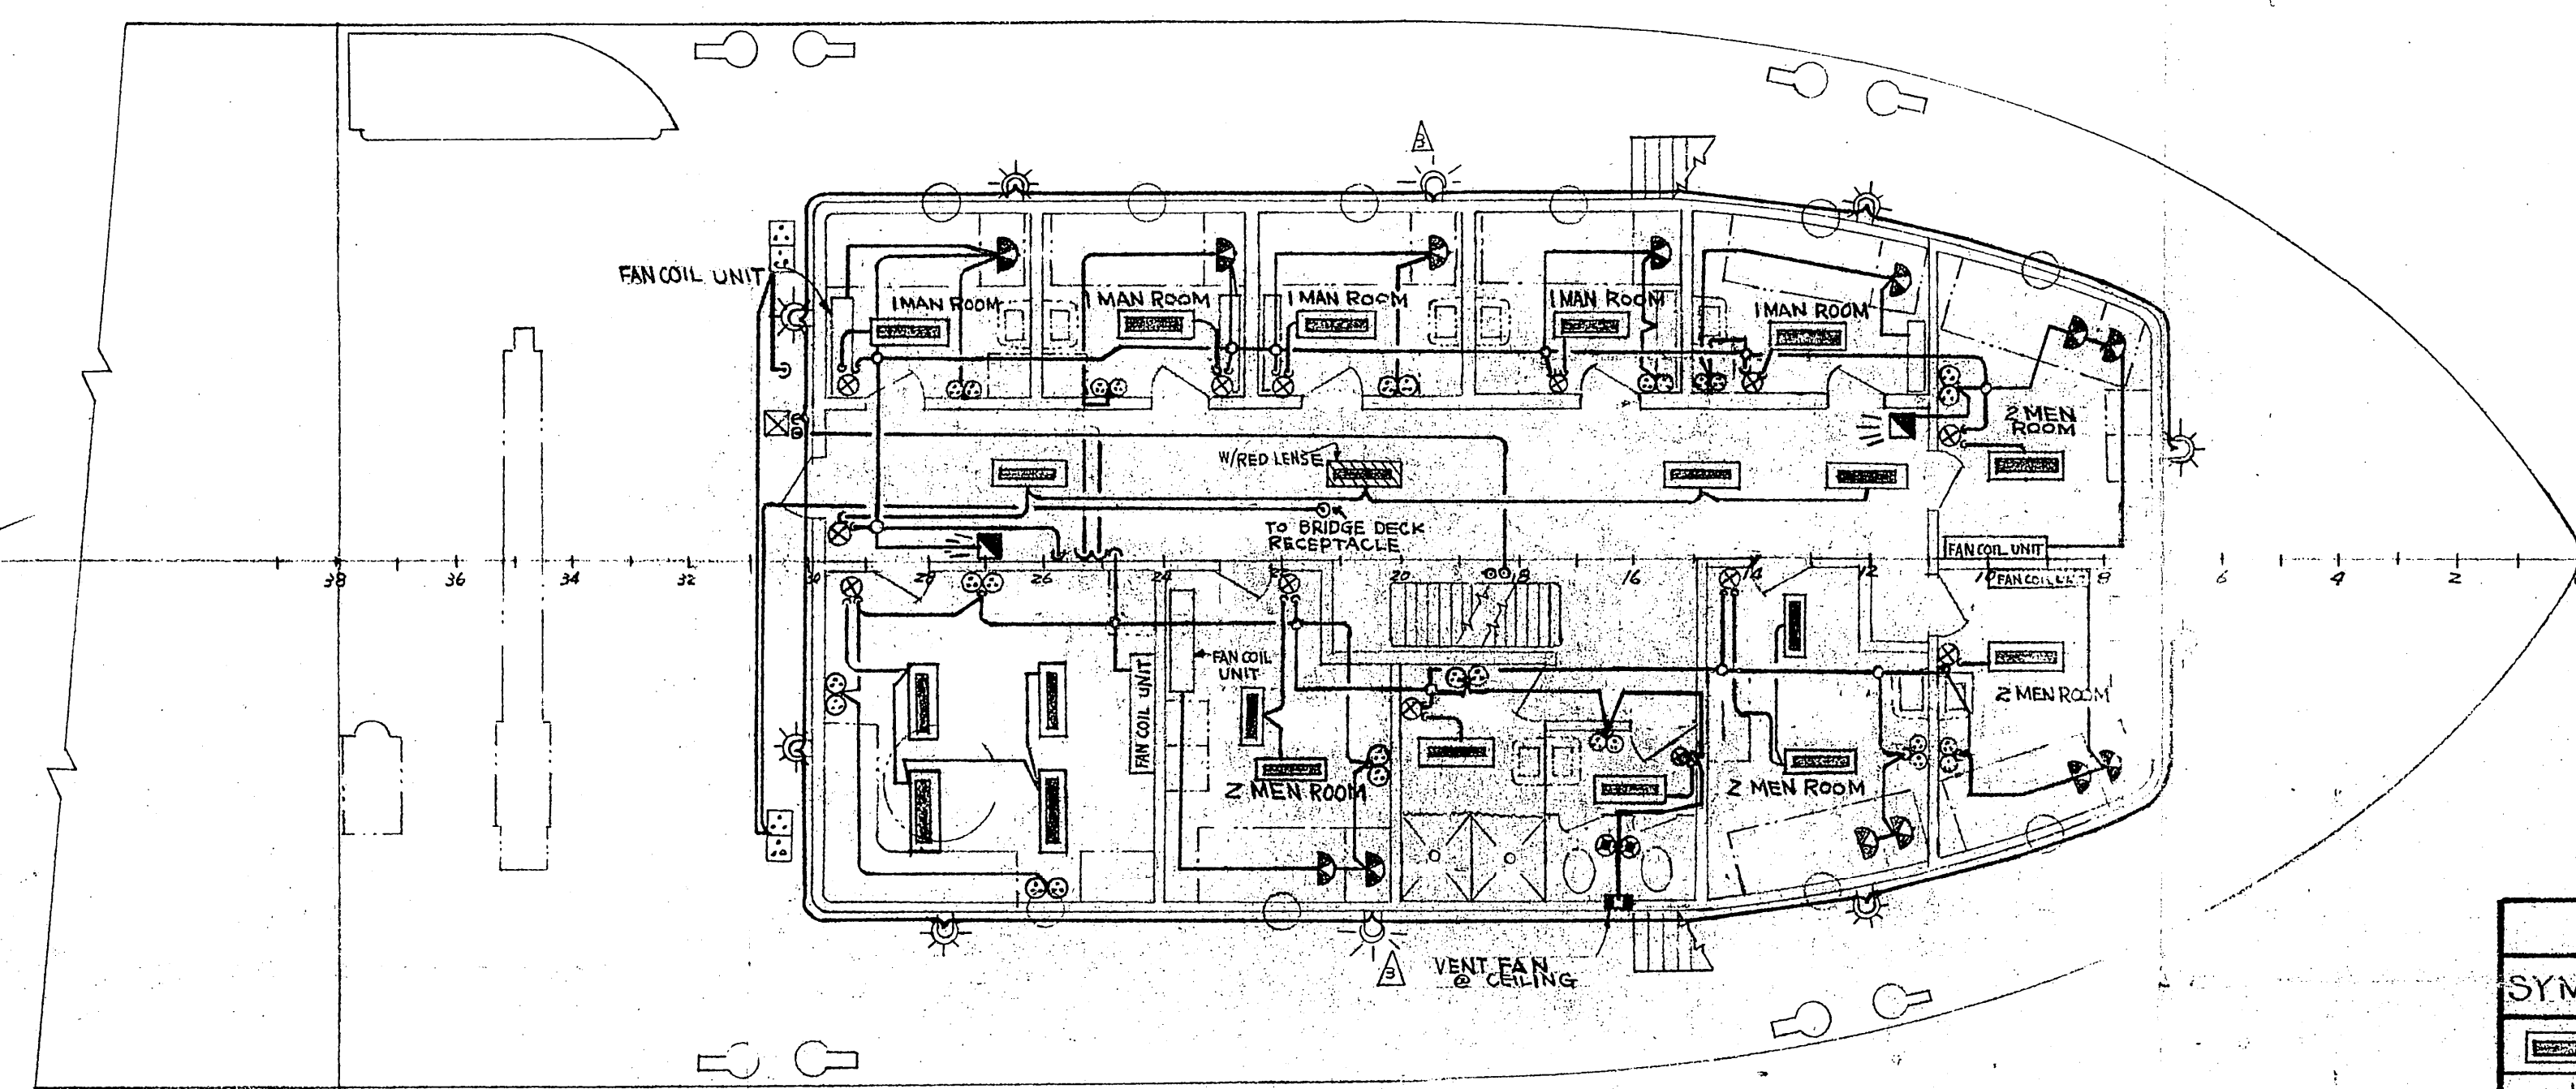 3
FAN COIL UNIT
1 MAN ROOM
1 MAN ROOM
1 MAN ROOM
1 MAN ROOM
1 MAN ROOM
2 MEN
ROOM
W/RED LENSE
TO BRIDGE DECK
RECEPTACLE
FAN COIL UNIT
38
36
34
32
30
28
26
24
22
20
18
16
14
12
10
8
6
4
2
FAN COIL UNIT
FAN COIL
UNIT
FAN COIL UNIT
2 MEN ROOM
2 MEN ROOM
2 MEN ROOM
VENT FAN
@ CEILING
3
SYM